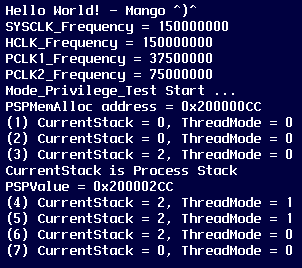 Hello World! - Mango ^)^
SYSCLK_Frequency = 150000000
HCLK_Frequency = 150000000
PCLK1_Frequency = 37500000
PCLK2_Frequency = 75000000
Mode_Privilege_Test Start ...
PSPMemAlloc address = 0x200000CC
(1) CurrentStack = 0, ThreadMode = 0
(2) CurrentStack = 0, ThreadMode = 0
(3) CurrentStack = 2, ThreadMode = 0
CurrentStack is Process Stack
PSPValue = 0x200002CC
(4) CurrentStack = 2, ThreadMode = 1
(5) CurrentStack = 2, ThreadMode = 1
(6) CurrentStack = 2, ThreadMode = 0
(7) CurrentStack = 0, ThreadMode = 0